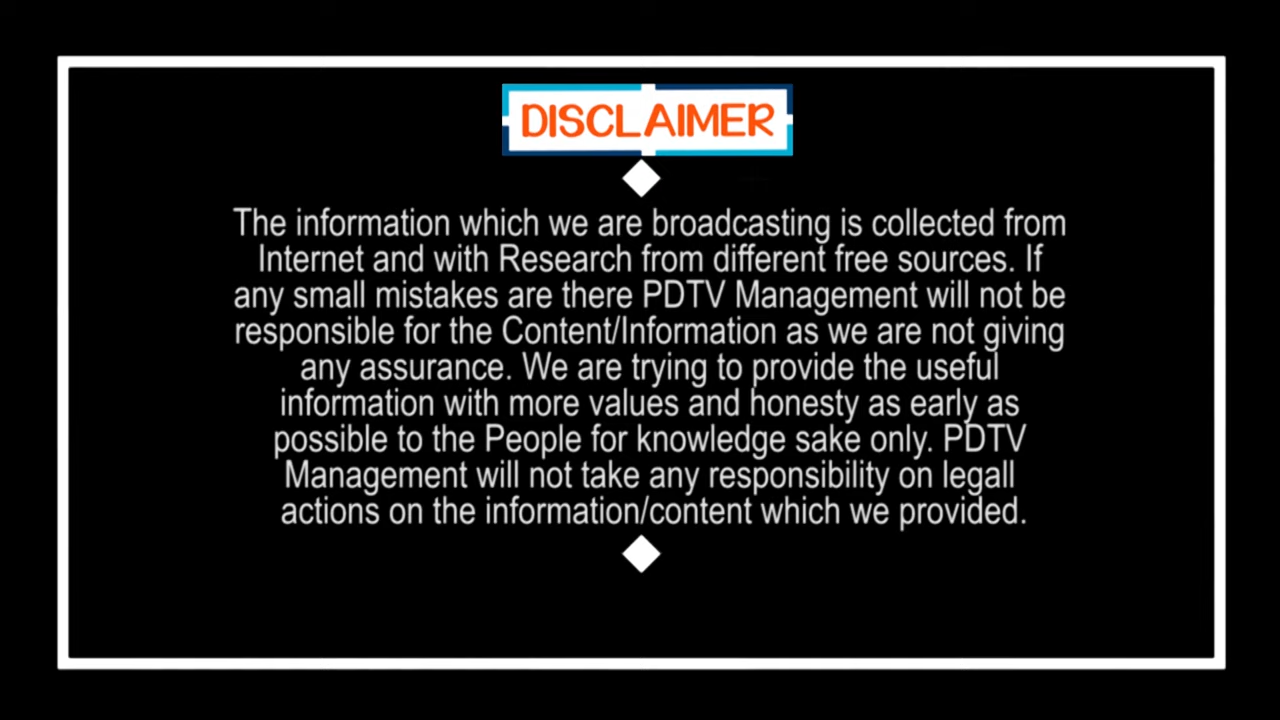 DISCLAIMER
The information which we are broadcasting is collected from
Internet and with Research from different free sources. If
any small mistakes are there PDTV Management will not be
responsible for the Content/Information as we are not giving
any assurance. We are trying to provide the useful
information with more values and honesty as early as
possible to the People for knowledge sake only. PDTV
Management will not take any responsibility on legall
actions on the information/content which we provided.